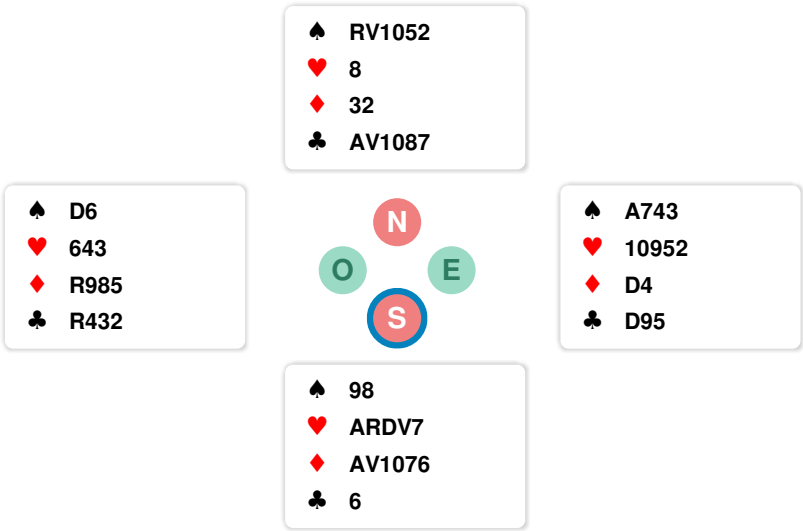 ♠ RV1052
♥ 8
♦ 32
♣ AV1087
♠ D6
♥ 643
♦ R985
♣ R432
N
O E
S
♠ A743
♥ 10952
♦ D4
♣ D95
♠ 98
♥ ARDV7
♦ AV1076
♣ 6